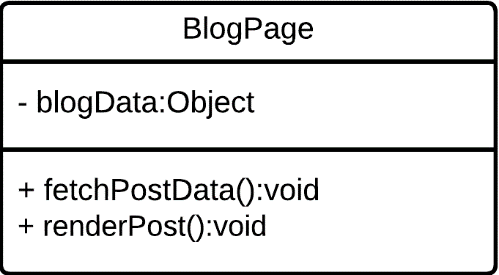 BlogPage
- blogData:Object
+ fetchPostData():void
+ renderPost():void